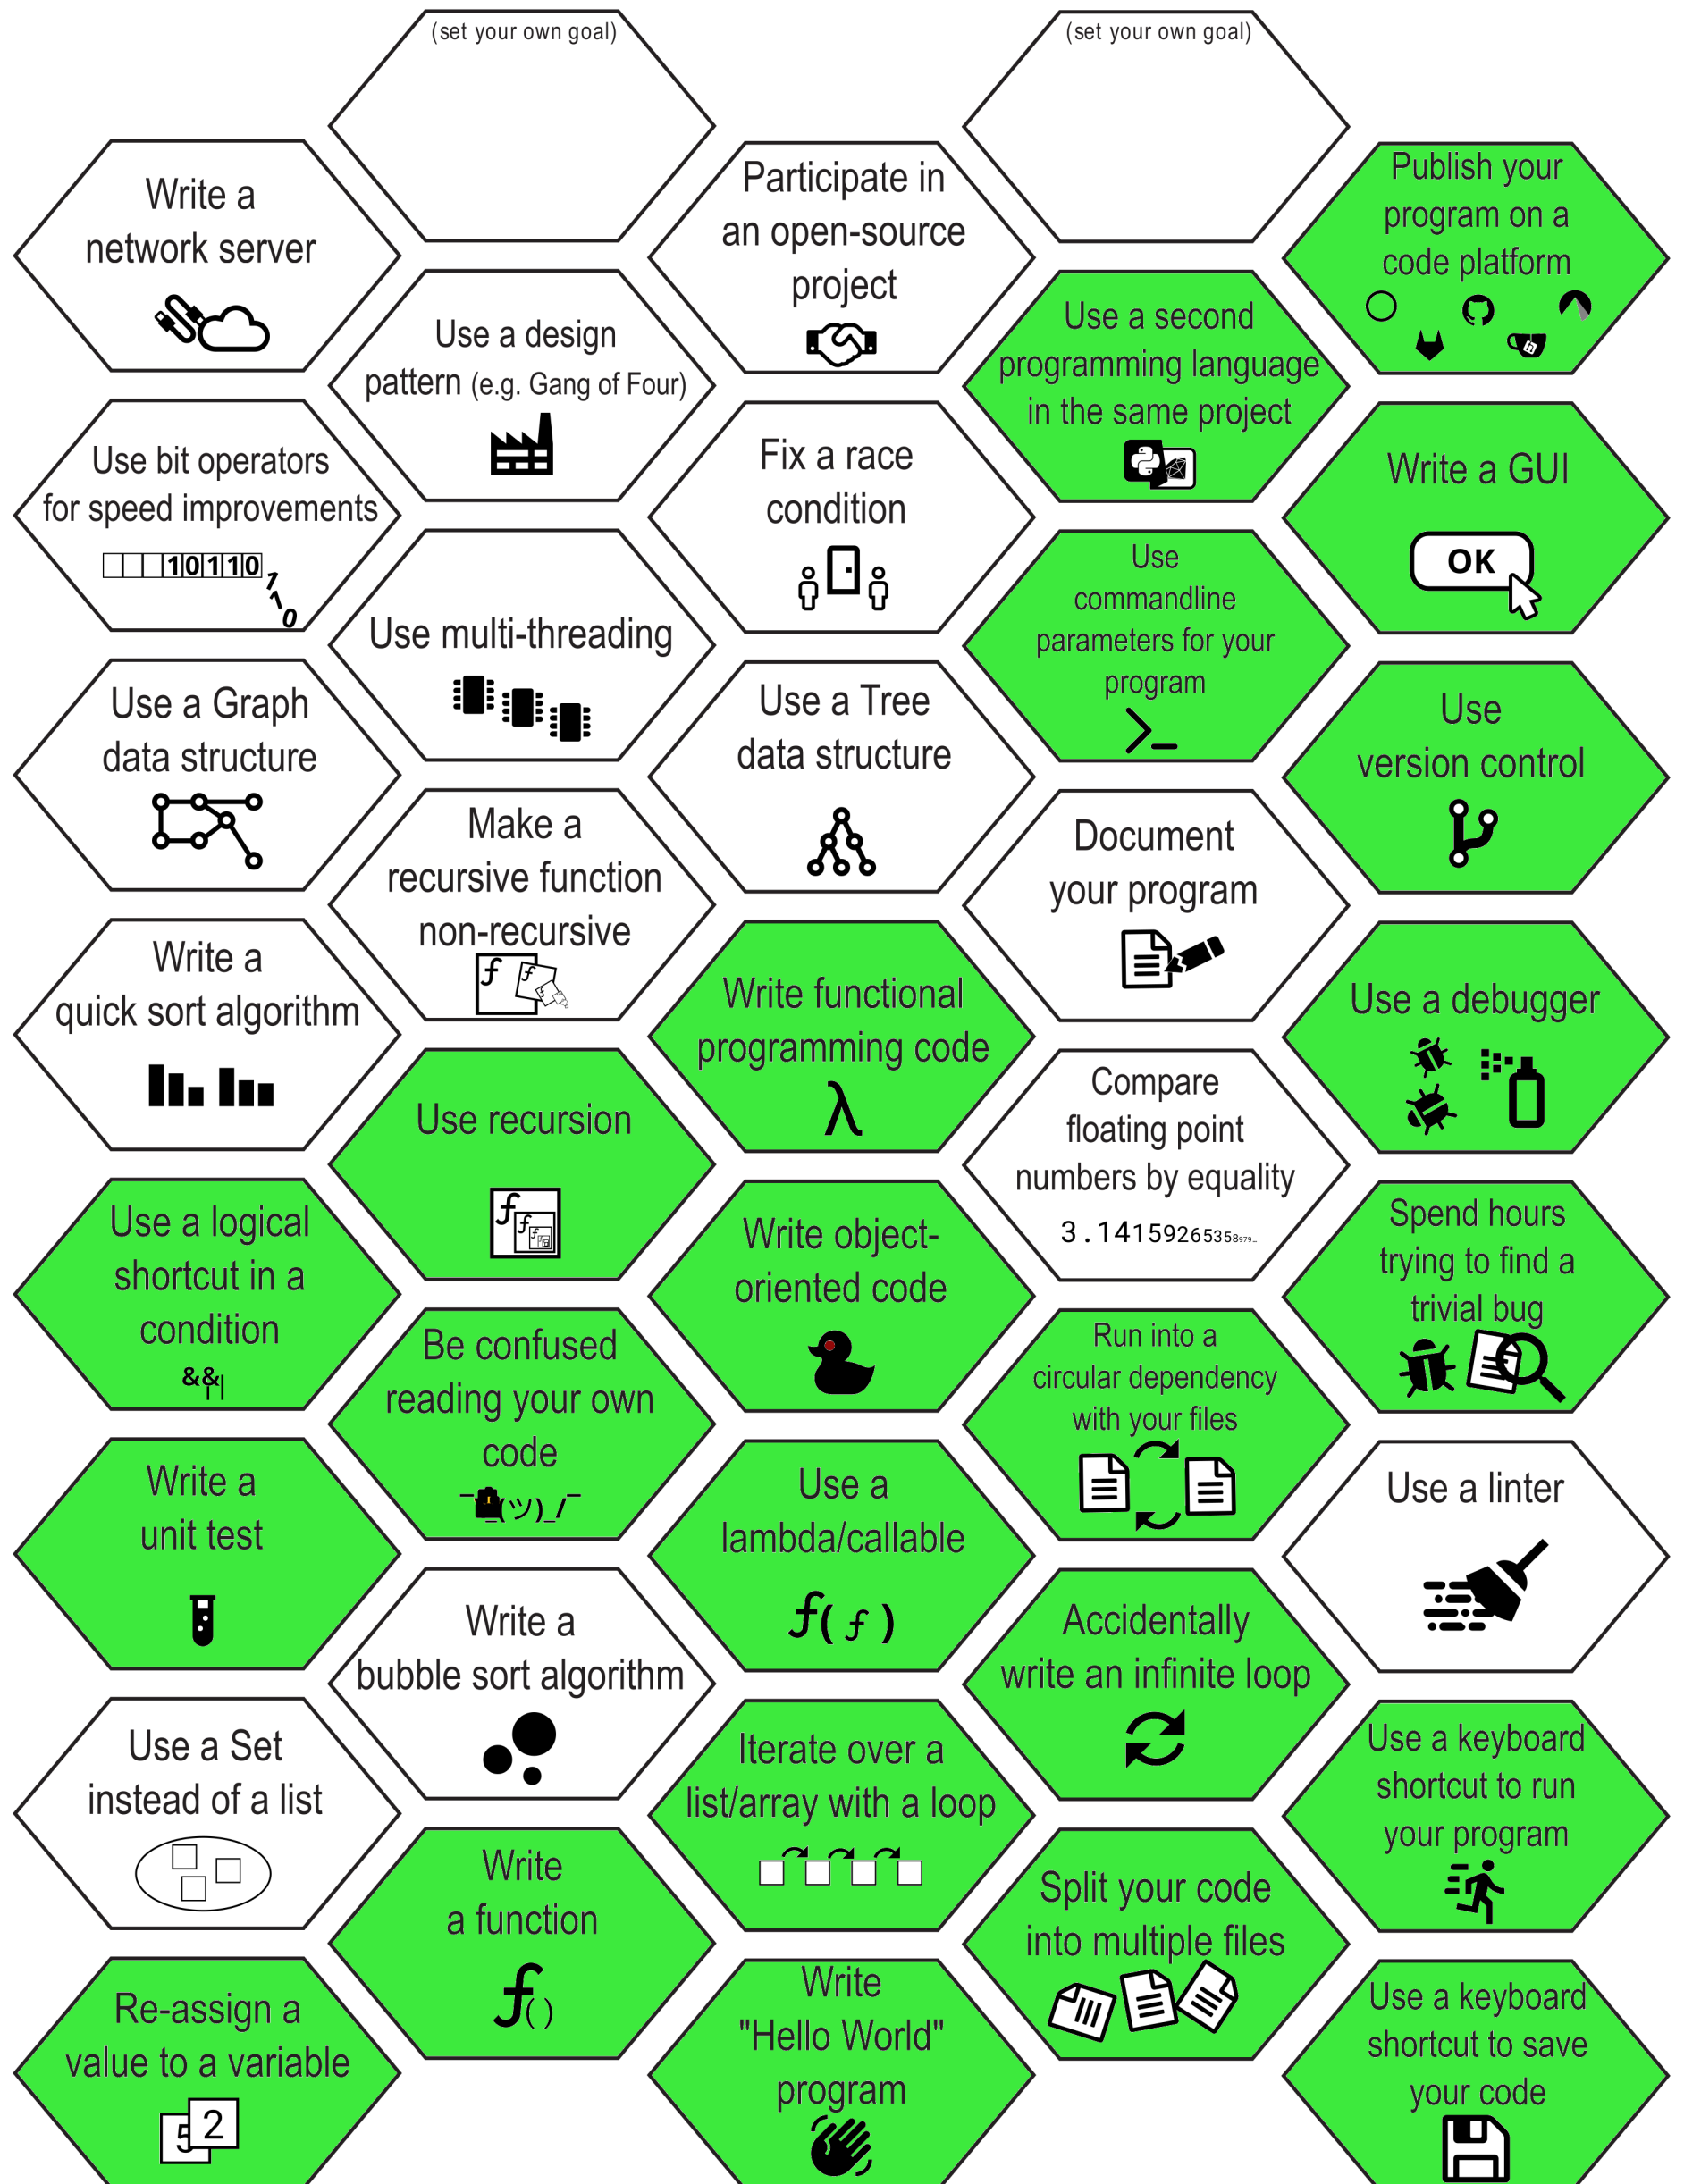 (set your own goal)
(set your own goal)
Write a
network server
Participate in
an open-source
project
Publish your
program on a
code platform
Use a design
pattern (e.g. Gang of Four)
Use a second
programming language
in the same project
Use bit operators
for speed improvements
10110
1
1
0
Fix a race
condition
Write a GUI
OK
Use multi-threading
Use
commandline
parameters for your
program
>_
Use a Graph
data structure
Use a Tree
data structure
Use
version control
Make a
recursive function
non-recursive
f f f
Document
your program
Write a
quick sort algorithm
Write functional
programming code
λ
Use a debugger
Use recursion
f f f
Compare
floating point
numbers by equality
3.14159265358979...
Use a logical
shortcut in a
condition
&&||
Write object-
oriented code
Spend hours
trying to find a
trivial bug
Be confused
reading your own
code
¯\_(ツ)_/¯
Run into a
circular dependency
with your files
Write a
unit test
Use a
lambda/callable
f(f)
Use a linter
Write a
bubble sort algorithm
Accidentally
write an infinite loop
Use a Set
instead of a list
Iterate over a
list/array with a loop
Use a keyboard
shortcut to run
your program
Write
a function
f()
Split your code
into multiple files
Re-assign a
value to a variable
5 2
Write
"Hello World"
program
Use a keyboard
shortcut to save
your code